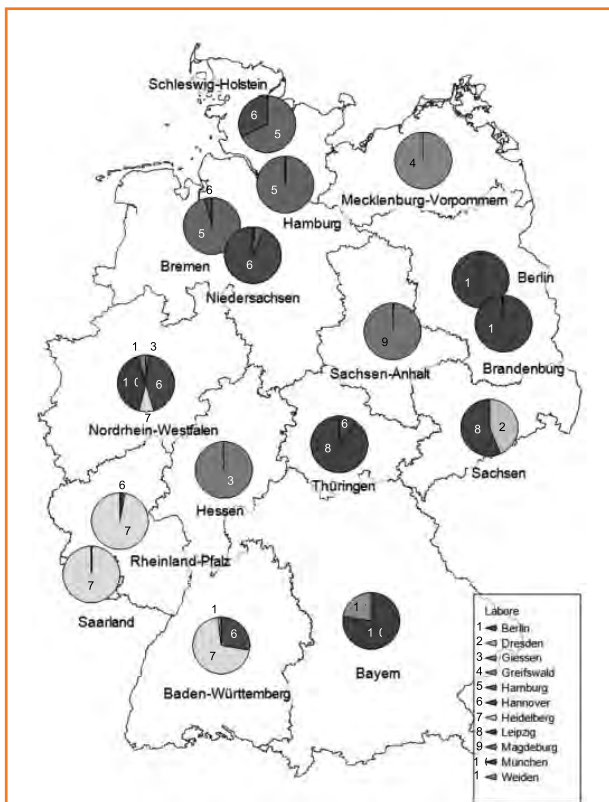 Schleswig-Holstein
6
5
5
Hamburg
4
Mecklenburg-Vorpommern
6
5
Bremen
6
Niedersachsen
1
Berlin
1
Brandenburg
9
Sachsen-Anhalt
1 3
1 ( 6
7
Nordrhein-Westfalen
3
Hessen
6
8
Thüringen
8 2
Sachsen
6
7
Rheinland-Pfalz
7
Saarland
1
6
7
Baden-Württemberg
1
1 (
Bayern
Labore
1 Berlin
2 Dresden
3 Giessen
4 Greifswald
5 Hamburg
6 Hannover
7 Heidelberg
8 Leipzig
9 Magdeburg
1 ( München
1 Weiden